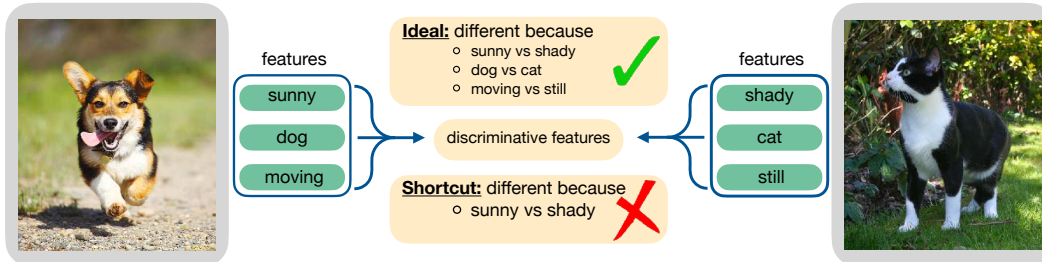 features
sunny
dog
moving
Ideal: different because
sunny vs shady
dog vs cat
moving vs still
discriminative features
Shortcut: different because
sunny vs shady
features
shady
cat
still